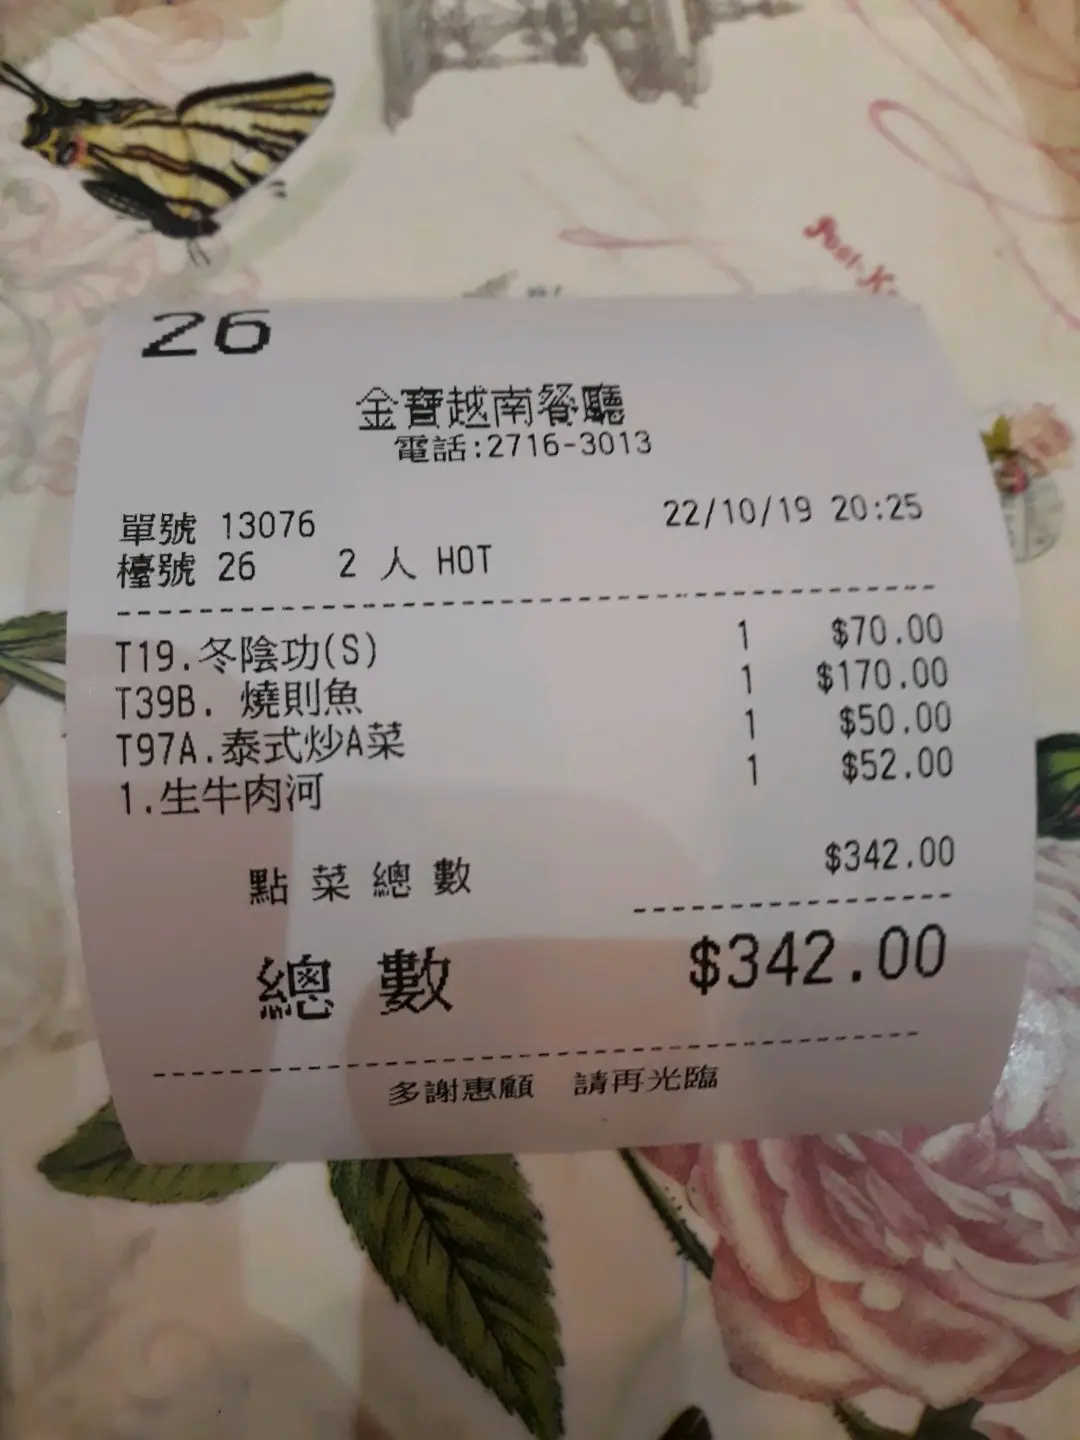 26
金寶越南餐廳
電話:2716-3013
單號 13076 22/10/19 20:25
檯號 26 2 人 HOT
T19.冬陰功(S) 1 $70.00
T39B. 燒則魚 1 $170.00
T97A.泰式炒A菜 1 $50.00
1.生牛肉河 1 $52.00
點菜總數 $342.00
總數 $342.00
多謝惠顧 請再光臨